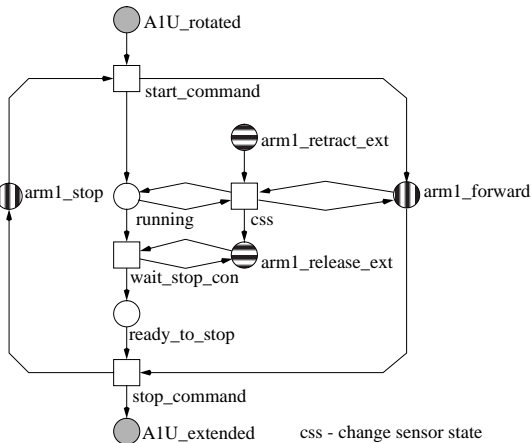 A1U_rotated
start_command
arm1_retract_ext
arm1_stop
arm1_forward
running
css
arm1_release_ext
wait_stop_con
ready_to_stop
stop_command
A1U_extended
css - change sensor state